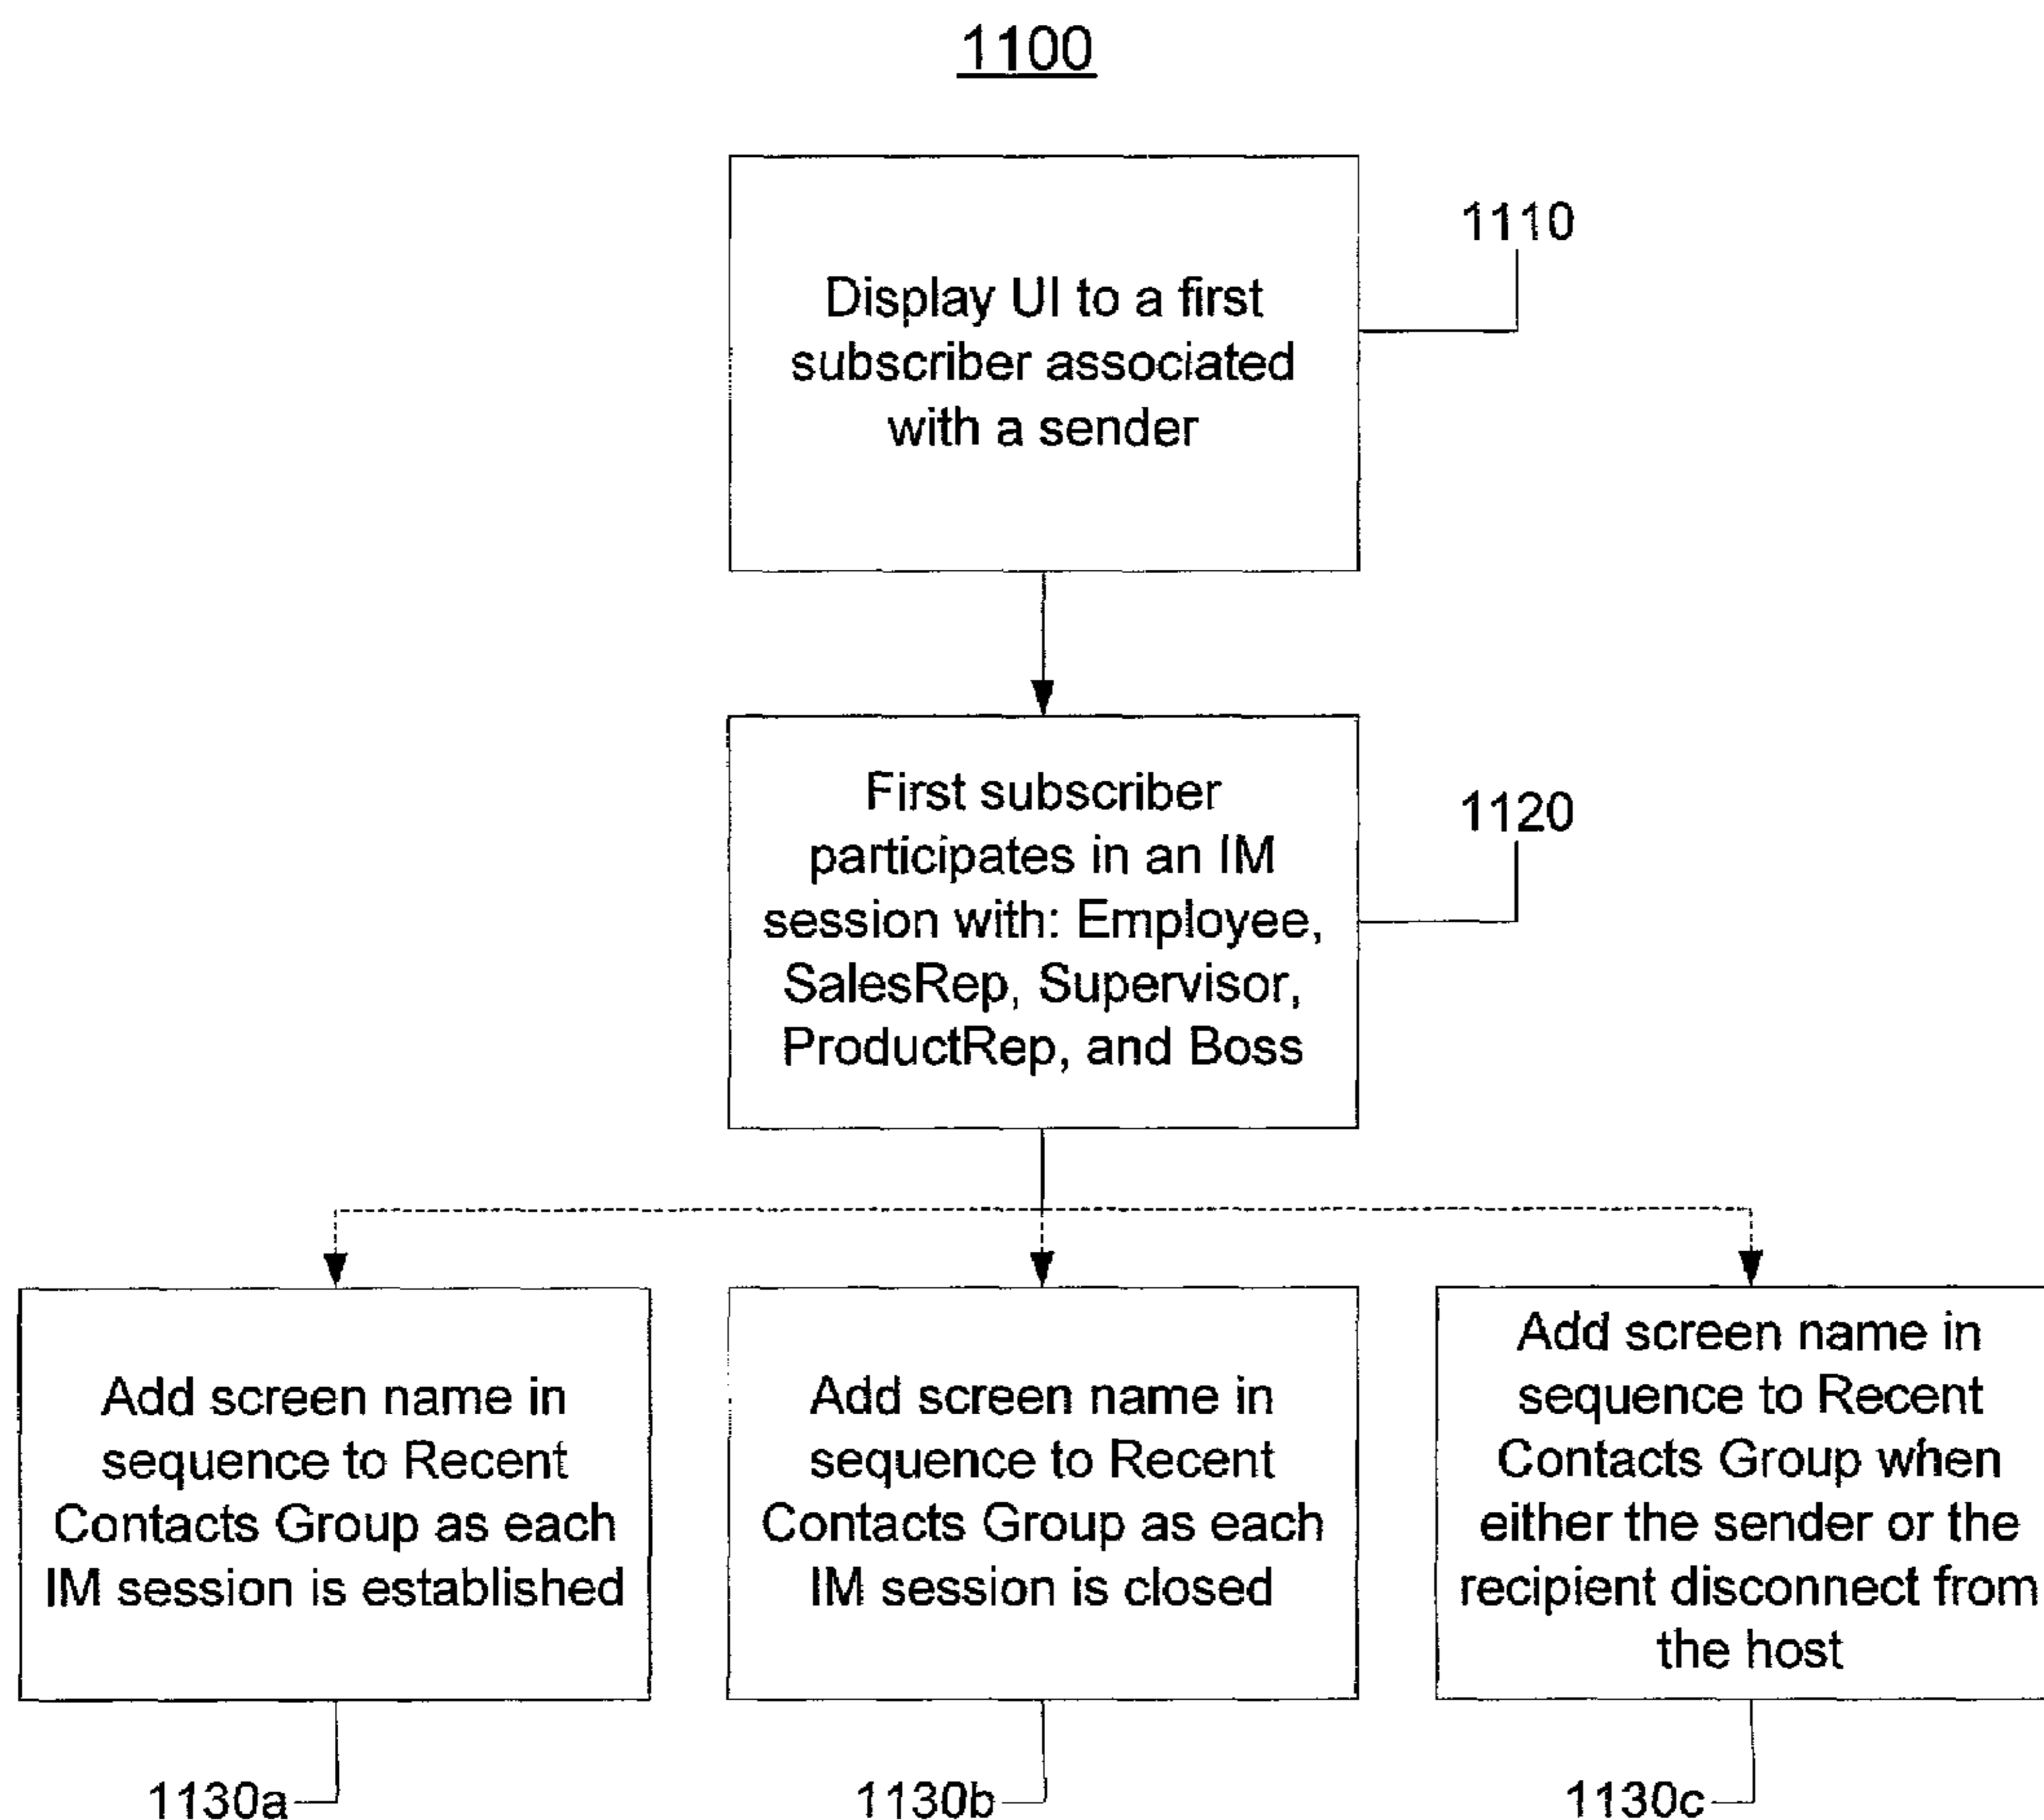 1100
Display UI to a first
subscriber associated
with a sender
1110
First subscriber
participates in an IM
session with: Employee,
SalesRep, Supervisor,
ProductRep, and Boss
1120
Add screen name in
sequence to Recent
Contacts Group as each
IM session is established
1130a
Add screen name in
sequence to Recent
Contacts Group as each
IM session is closed
1130b
Add screen name in
sequence to Recent
Contacts Group when
either the sender or the
recipient disconnect from
the host
1130c